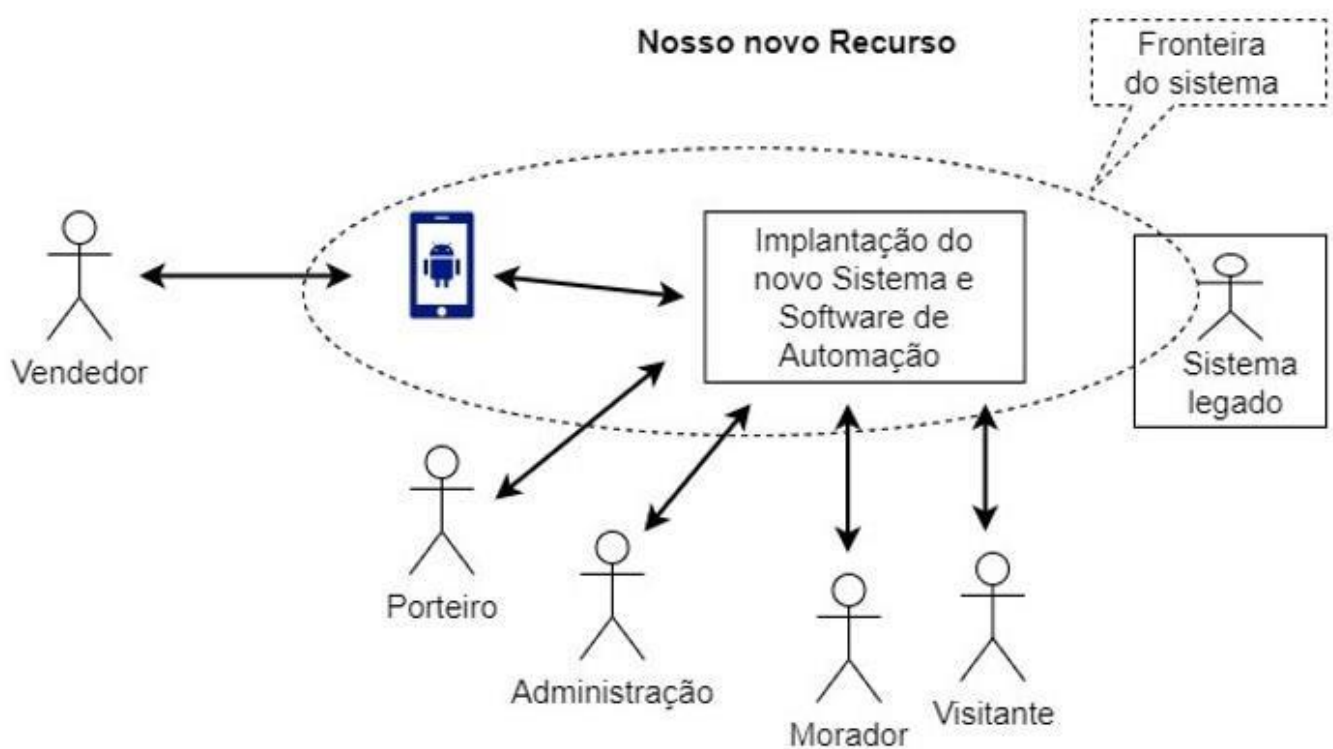 Nosso novo Recurso
Fronteira
do sistema
Implantação do
novo Sistema e
Software de
Automação
Vendedor
Sistema
legado
Porteiro
Administração
Morador
Visitante